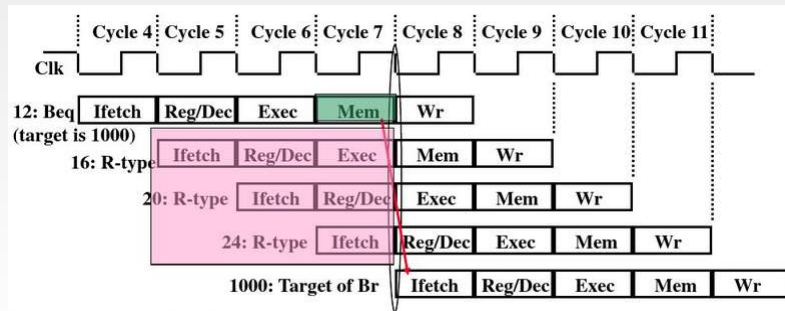 Cycle 4 Cycle 5 Cycle 6 Cycle 7 Cycle 8 Cycle 9 Cycle 10 Cycle 11
Clk
12: Beq Ifetch Reg/Dec Exec Mem Wr
(target is 1000)
16: R-type Ifetch Reg/Dec Exec Mem Wr
20: R-type Ifetch Reg/Dec Exec Mem Wr
24: R-type Ifetch Reg/Dec Exec Mem Wr
1000: Target of Br Ifetch Reg/Dec Exec Mem Wr